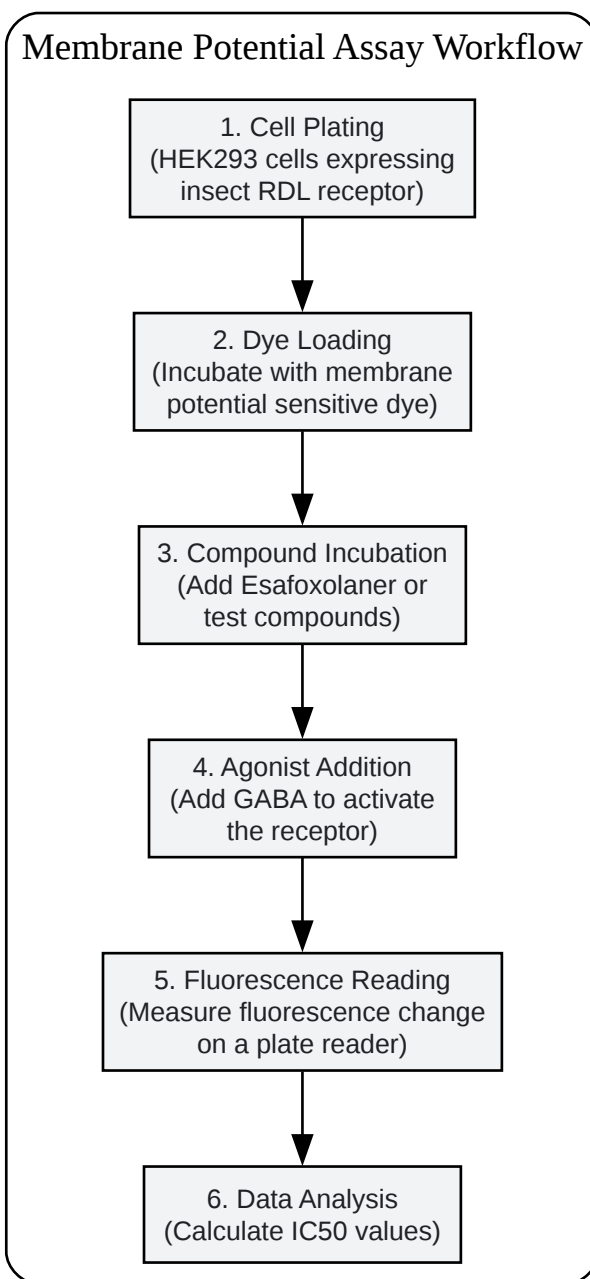 Membrane Potential Assay Workflow
1. Cell Plating
(HEK293 cells expressing
insect RDL receptor)
2. Dye Loading
(Incubate with membrane
potential sensitive dye)
3. Compound Incubation
(Add Esafoxolaner or
test compounds)
4. Agonist Addition
(Add GABA to activate
the receptor)
5. Fluorescence Reading
(Measure fluorescence change
on a plate reader)
6. Data Analysis
(Calculate IC50 values)